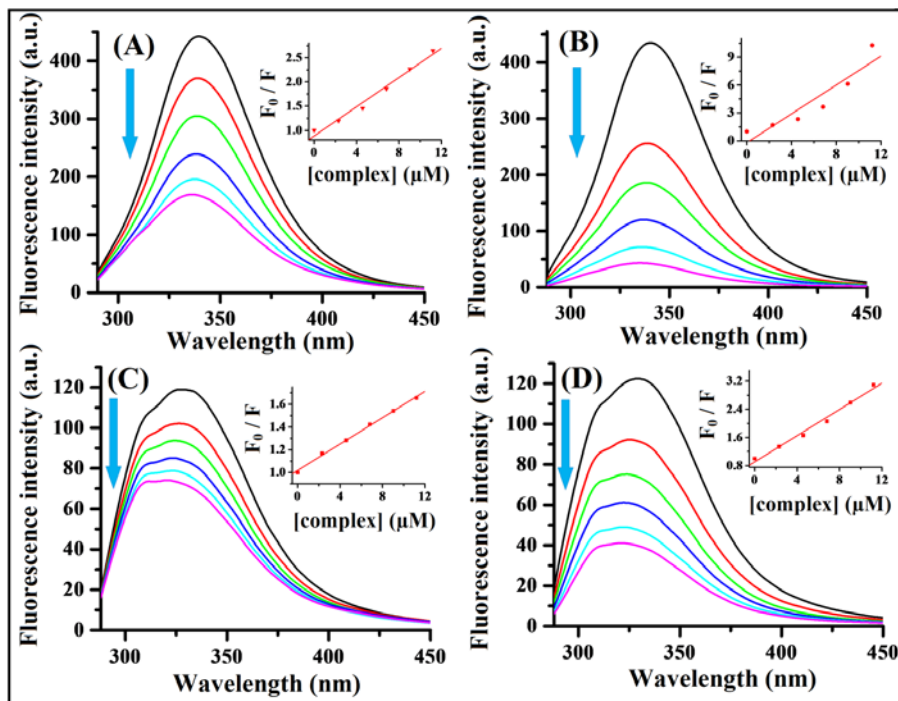 (A)
Fluorescence intensity (a.u.)
400
300
200
100
0
300 350 400 450
Wavelength (nm)
F₀ / F
2.5
2.0
1.5
1.0
0 4 8 12
[complex] (µM)
(B)
Fluorescence intensity (a.u.)
400
300
200
100
0
300 350 400 450
Wavelength (nm)
F₀ / F
9
6
3
0
0 4 8 12
[complex] (µM)
(C)
Fluorescence intensity (a.u.)
120
100
80
60
40
20
0
300 350 400 450
Wavelength (nm)
F₀ / F
1.6
1.4
1.2
1.0
0 4 8 12
[complex] (µM)
(D)
Fluorescence intensity (a.u.)
120
100
80
60
40
20
0
300 350 400 450
Wavelength (nm)
F₀ / F
3.2
2.4
1.6
0.8
0 4 8 12
[complex] (µM)